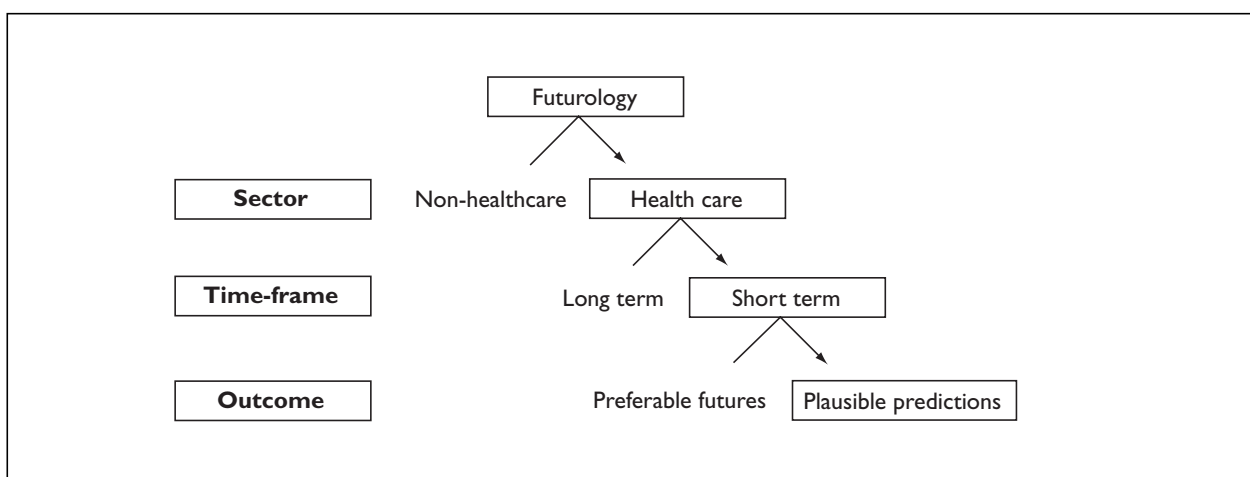 Futurology
Sector Non-healthcare Health care
Time-frame Long term Short term
Outcome Preferable futures Plausible predictions